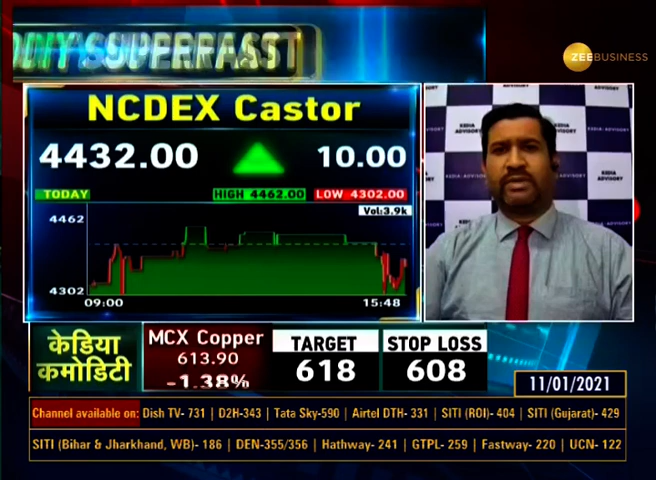 SUPERFASST
ZEE BUSINESS
NCDEX Castor
4432.00 10.00
TODAY HIGH 4462.00 LOW 4302.00
Vol:3.9k
4462
4302
09:00 15:48
KEDIA ADVISORY
केडिया
कमोडिटी
MCX Copper
613.90
-1.38%
TARGET
618
STOP LOSS
608
11/01/2021
Channel available on: Dish TV- 731 | D2H-343 | Tata Sky-590 | Airtel DTH- 331 | SITI (ROI)- 404 | SITI (Gujarat)- 429
SITI (Bihar & Jharkhand, WB)- 186 | DEN-355/356 | Hathway- 241 | GTPL- 259 | Fastway- 220 | UCN- 122